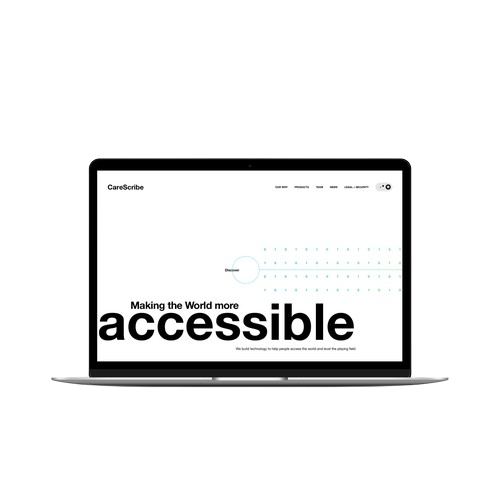 CareScribe
OUR WHY PRODUCTS TEAM NEWS LEGAL + SECURITY
Discover
Making the World more
accessible
We build technology to help people access the world and level the playing field